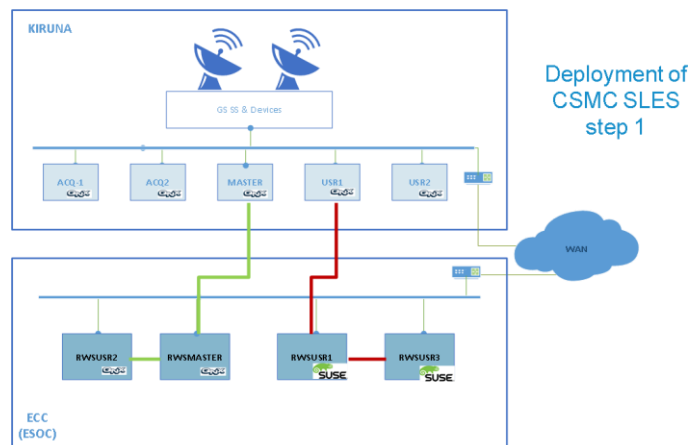 KIRUNA
Deployment of
CSMC SLES
step 1
GS SS & Devices
ACQ-1
ACQ2
MASTER
USR1
USR2
WAN
RWSUSR2
RWSMASTER
RWSUSR1
RWSUSR3
SUSE
SUSE
ECC
(ESOC)